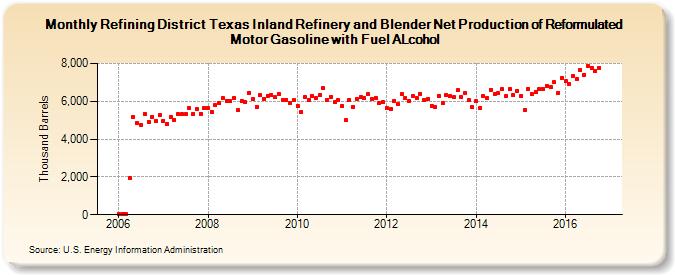 Monthly Refining District Texas Inland Refinery and Blender Net Production of Reformulated
Motor Gasoline with Fuel ALcohol
Thousand Barrels
8,000
6,000
4,000
2,000
0
2006 2008 2010 2012 2014 2016
Source: U.S. Energy Information Administration